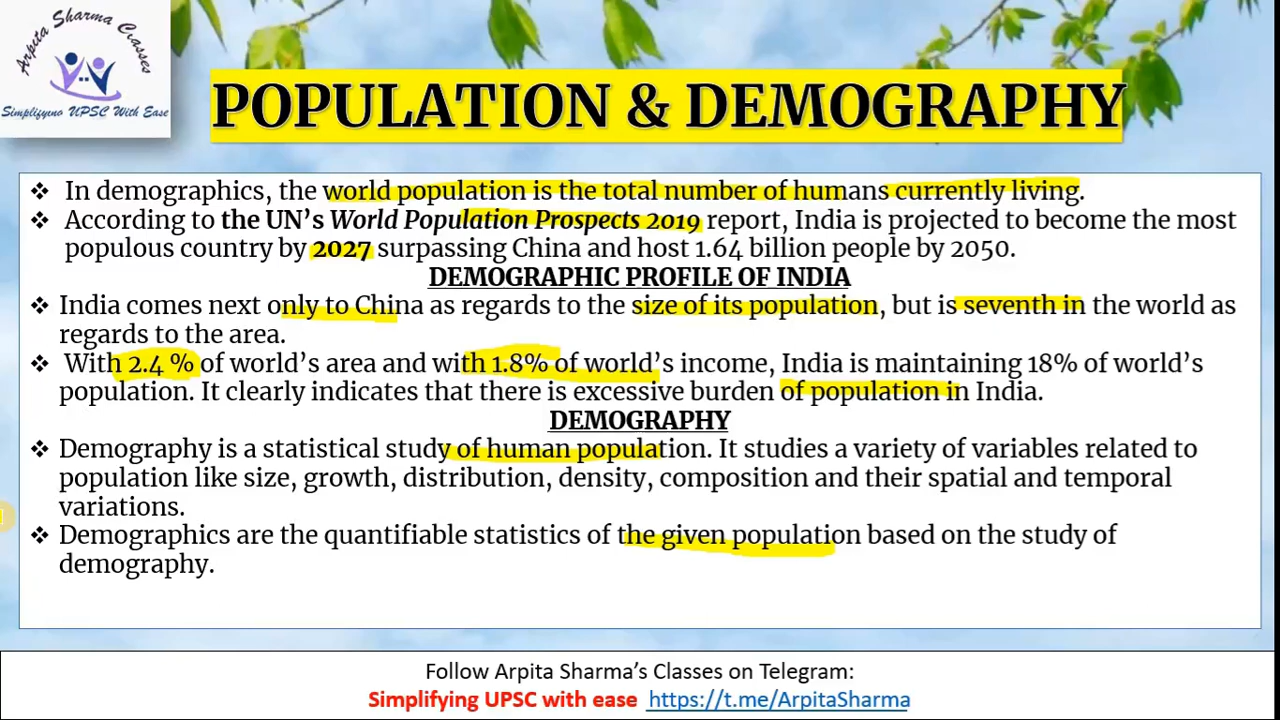 Arpita Sharma Classes
Simplifying UPSC With Ease
POPULATION & DEMOGRAPHY
❖ In demographics, the world population is the total number of humans currently living.
❖ According to the UN's World Population Prospects 2019 report, India is projected to become the most
populous country by 2027 surpassing China and host 1.64 billion people by 2050.
DEMOGRAPHIC PROFILE OF INDIA
❖ India comes next only to China as regards to the size of its population, but is seventh in the world as
regards to the area.
❖ With 2.4 % of world's area and with 1.8% of world's income, India is maintaining 18% of world's
population. It clearly indicates that there is excessive burden of population in India.
DEMOGRAPHY
❖ Demography is a statistical study of human population. It studies a variety of variables related to
population like size, growth, distribution, density, composition and their spatial and temporal
variations.
❖ Demographics are the quantifiable statistics of the given population based on the study of
demography.
Follow Arpita Sharma's Classes on Telegram:
Simplifying UPSC with ease https://t.me/ArpitaSharma